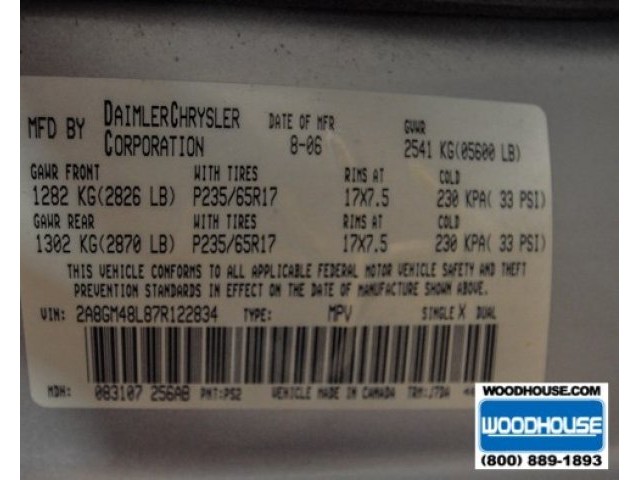 MFD BY DAIMLERCHRYSLER CORPORATION DATE OF MFR 8-06 GVWR 2541 KG(05600 LB)
GAWR FRONT WITH TIRES RIMS AT COLD
1282 KG(2826 LB) P235/65R17 17X7.5 230 KPA( 33 PSI)
GAWR REAR WITH TIRES RIMS AT COLD
1302 KG(2870 LB) P235/65R17 17X7.5 230 KPA( 33 PSI)
THIS VEHICLE CONFORMS TO ALL APPLICABLE FEDERAL MOTOR VEHICLE SAFETY AND THEFT
PREVENTION STANDARDS IN EFFECT ON THE DATE OF MANUFACTURE SHOWN ABOVE.
VIN: 2A8GM48L87R122834 TYPE: MPV SINGLE X DUAL
MDH: 083107 256AB PNT:PS2 VEHICLE MADE IN CANADA TRM:J7DA
WOODHOUSE.COM
WOODHOUSE
(800) 889-1893